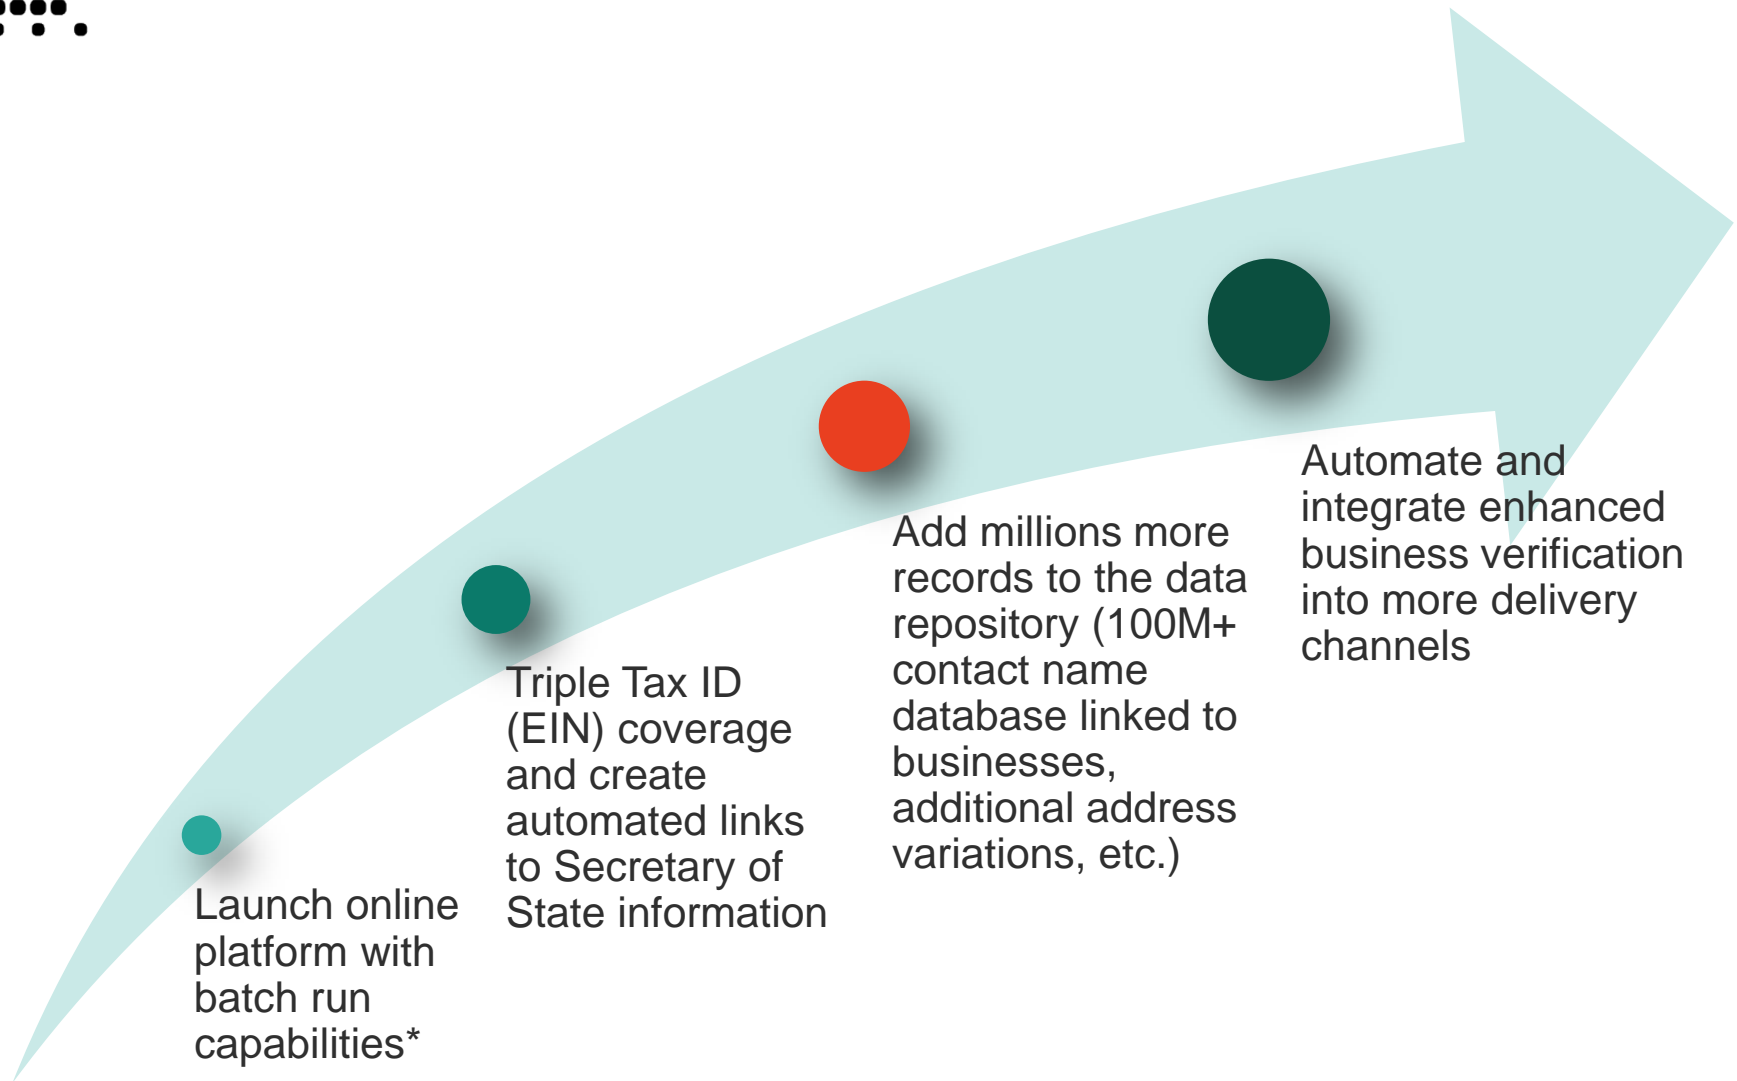 Launch online
platform with
batch run
capabilities*
Triple Tax ID
(EIN) coverage
and create
automated links
to Secretary of
State information
Add millions more
records to the data
repository (100M+
contact name
database linked to
businesses,
additional address
variations, etc.)
Automate and
integrate enhanced
business verification
into more delivery
channels